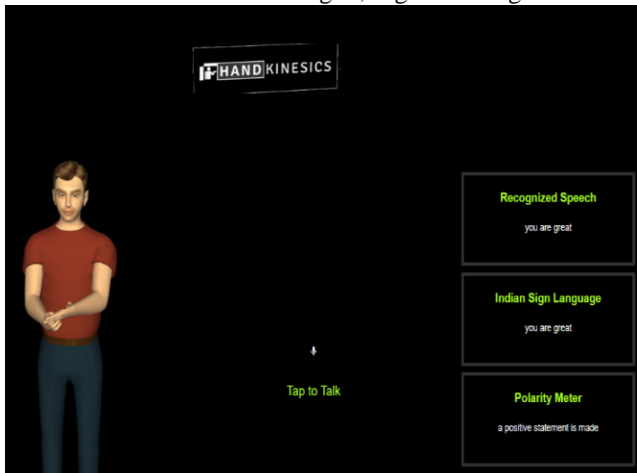 HANDKINESICS
Recognized Speech
you are great
Indian Sign Language
you are great
Tap to Talk
Polarity Meter
a positive statement is made